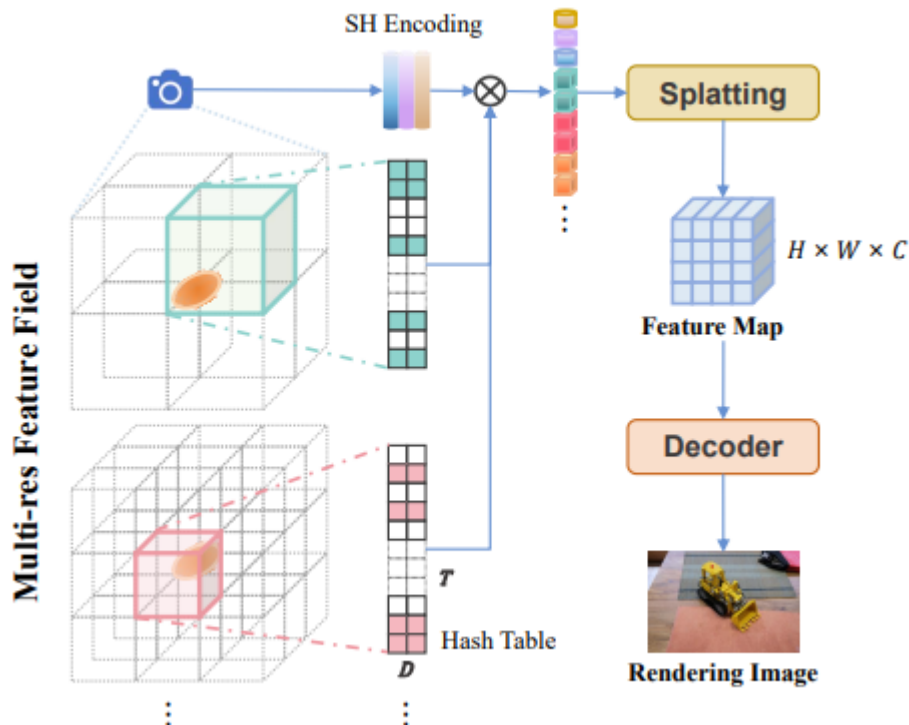 SH Encoding
Splatting
H × W × C
Feature Map
Multi-res Feature Field
Decoder
T
Hash Table
D
Rendering Image